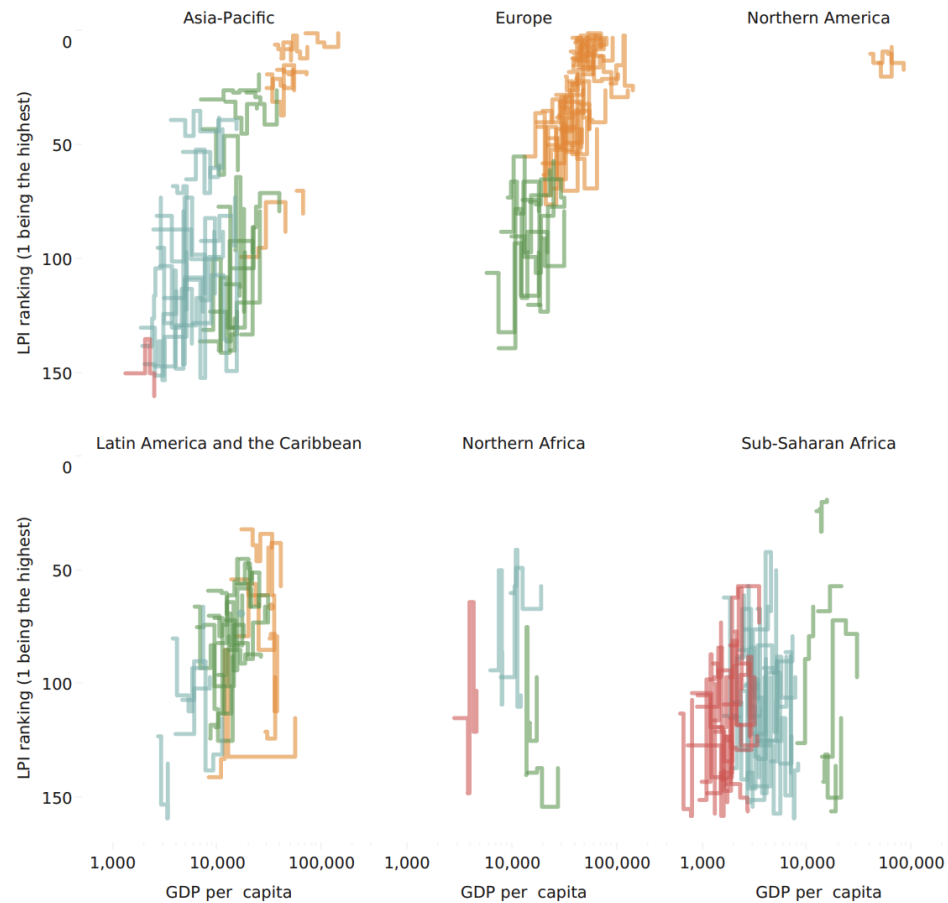 Asia-Pacific Europe Northern America
LPI ranking (1 being the highest)
0
50
100
150
Latin America and the Caribbean Northern Africa Sub-Saharan Africa
LPI ranking (1 being the highest)
0
50
100
150
1,000 10,000 100,000 1,000 10,000 100,000 1,000 10,000 100,000
GDP per capita GDP per capita GDP per capita